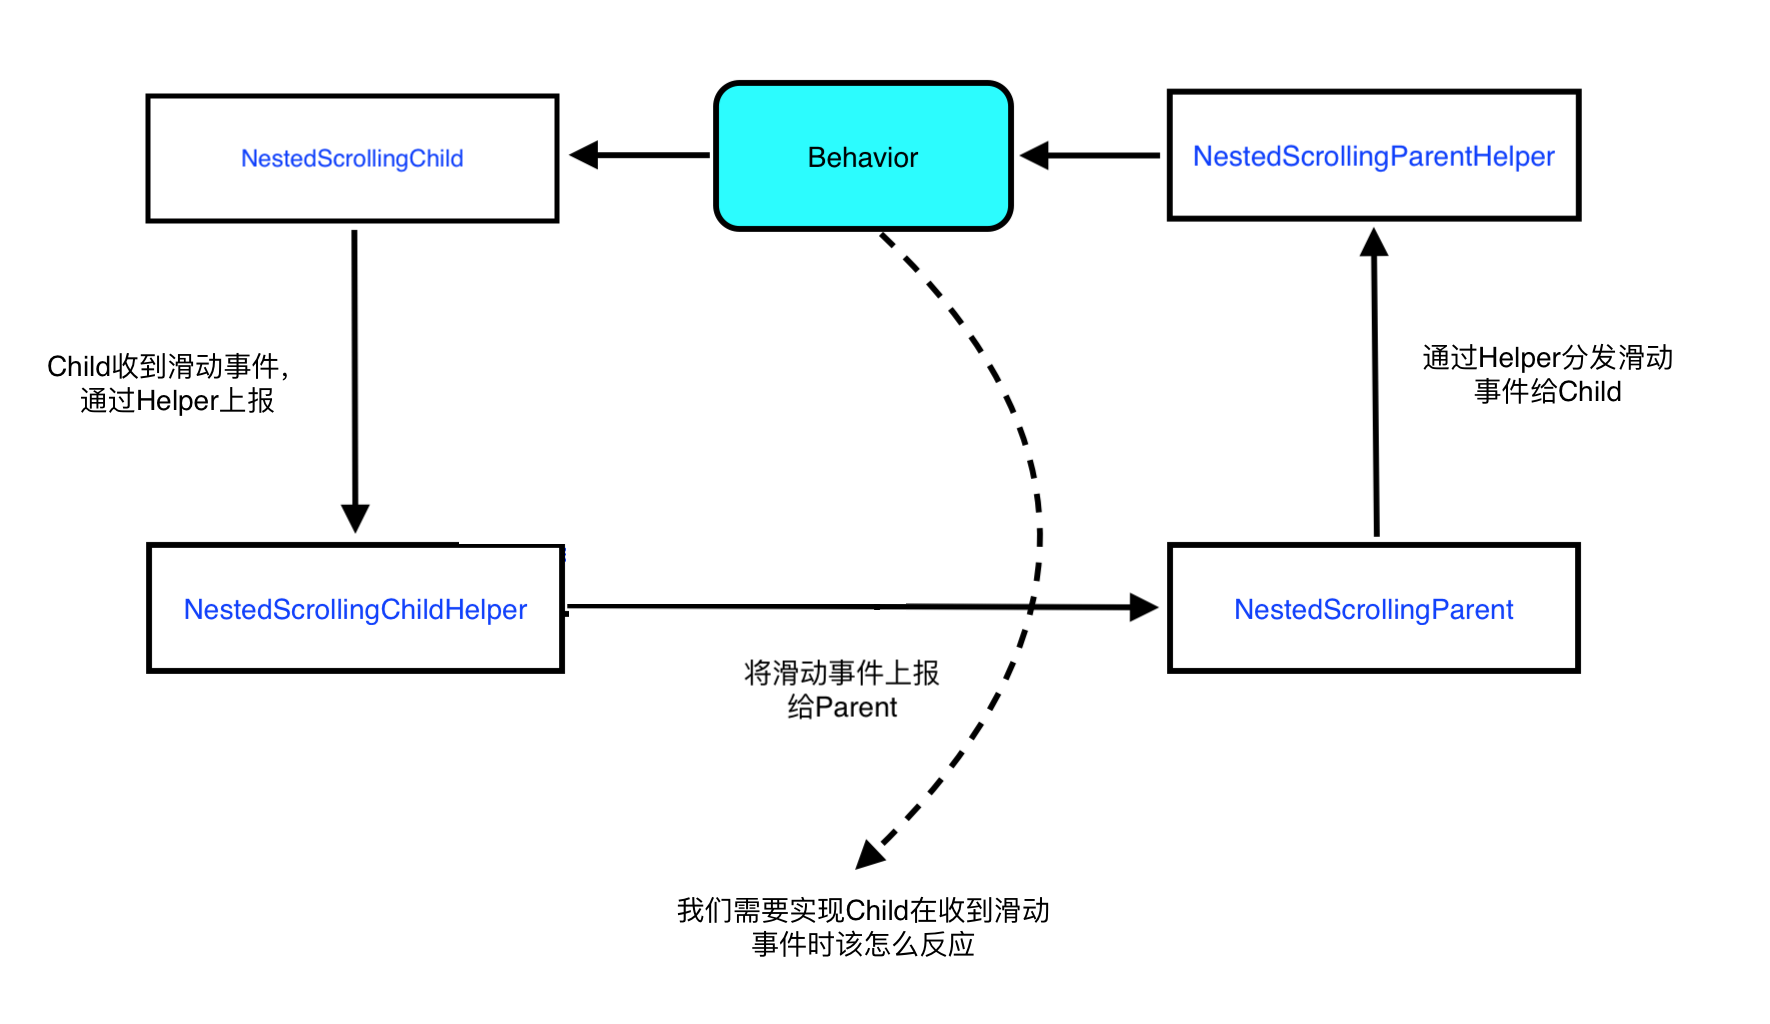 NestedScrollingChild
Behavior
NestedScrollingParentHelper
Child收到滑动事件，
通过Helper上报
通过Helper分发滑动
事件给Child
NestedScrollingChildHelper
NestedScrollingParent
将滑动事件上报
给Parent
我们需要实现Child在收到滑动
事件时该怎么反应